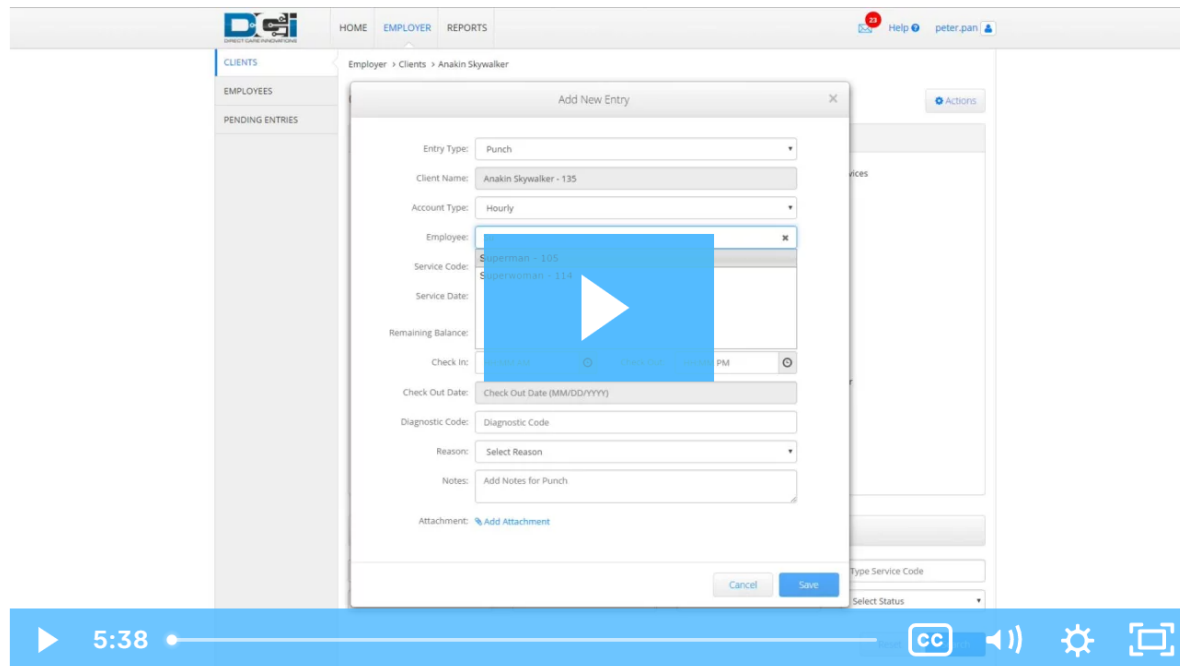 DCi
DIRECT CARE INNOVATIONS
HOME EMPLOYER REPORTS
23
Help
peter.pan
CLIENTS
EMPLOYEES
PENDING ENTRIES
Employer > Clients > Anakin Skywalker
Actions
Add New Entry
Entry Type: Punch
Client Name: Anakin Skywalker - 135
Account Type: Hourly
Employee:
Superman - 105
Superwoman - 114
Service Code:
Service Date:
Remaining Balance:
Check In: PM
Check Out Date: Check Out Date (MM/DD/YYYY)
Diagnostic Code: Diagnostic Code
Reason: Select Reason
Notes: Add Notes for Punch
Attachment: Add Attachment
Cancel Save
vices
r
Type Service Code
Select Status
5:38
CC